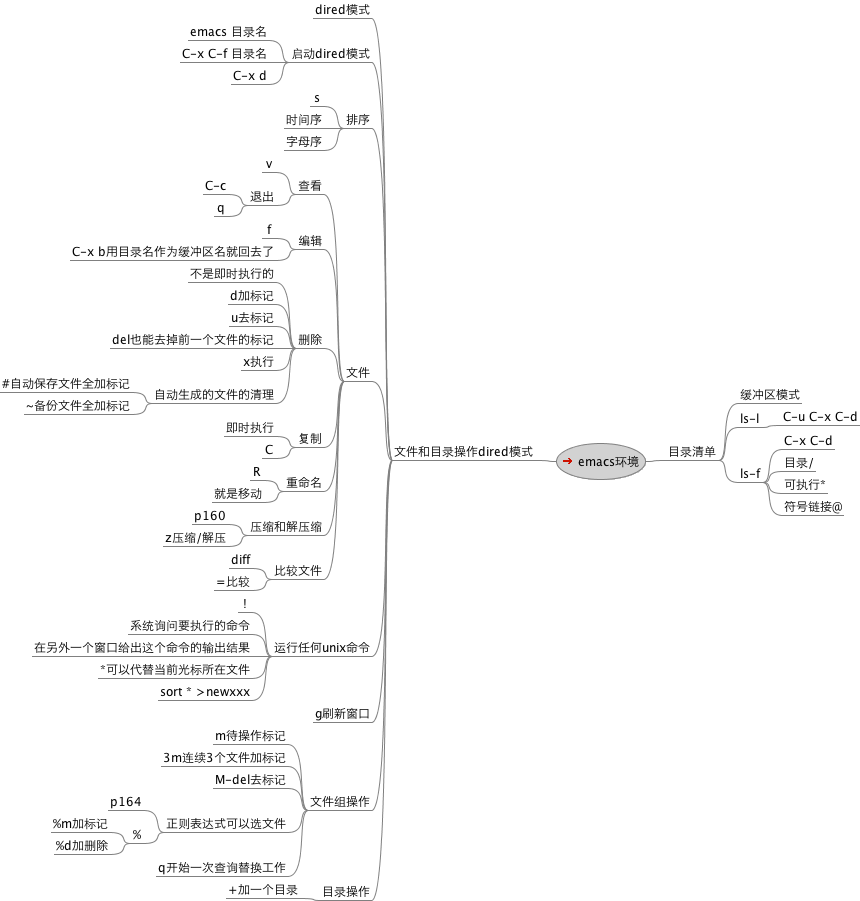 dired模式
emacs 目录名
C-x C-f 目录名
启动dired模式
C-x d
s
时间序
排序
字母序
v
查看
C-c
退出
q
f
编辑
C-x b用目录名作为缓冲区名就回去了
不是即时执行的
d加标记
u去标记
删除
del也能去掉前一个文件的标记
x执行
#自动保存文件全加标记
自动生成的文件的清理
~备份文件全加标记
文件
即时执行
复制
C
R
重命名
就是移动
p160
压缩和解压缩
z压缩/解压
diff
比较文件
=比较
!
系统询问要执行的命令
在另外一个窗口给出这个命令的输出结果
运行任何unix命令
*可以代替当前光标所在文件
sort * >newxxx
g刷新窗口
m待操作标记
3m连续3个文件加标记
M-del去标记
文件组操作
p164
正则表达式可以选文件
%m加标记
%
%d加删除
q开始一次查询替换工作
+加一个目录
目录操作
文件和目录操作dired模式
emacs环境
目录清单
缓冲区模式
ls-l
C-u C-x C-d
ls-f
C-x C-d
目录/
可执行*
符号链接@